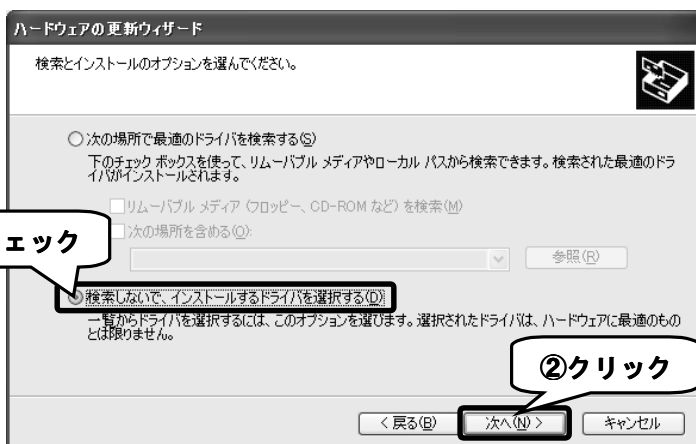 ハードウェアの更新ウィザード
検索とインストールのオプションを選んでください。
次の場所で最適のドライバを検索する(S)
下のチェック ボックスを使って、リムーバブル メディアやローカル パスから検索できます。検索された最適のドラ
イバがインストールされます。
リムーバブル メディア (フロッピー、CD-ROM など) を検索(M)
次の場所を含める(O):
ェック
参照(R)
検索しないで、インストールするドライバを選択する(D)
一覧からドライバを選択するには、このオプションを選びます。選択されたドライバは、ハードウェアに最適のもの
とは限りません。
②クリック
< 戻る(B)
次へ(N) >
キャンセル